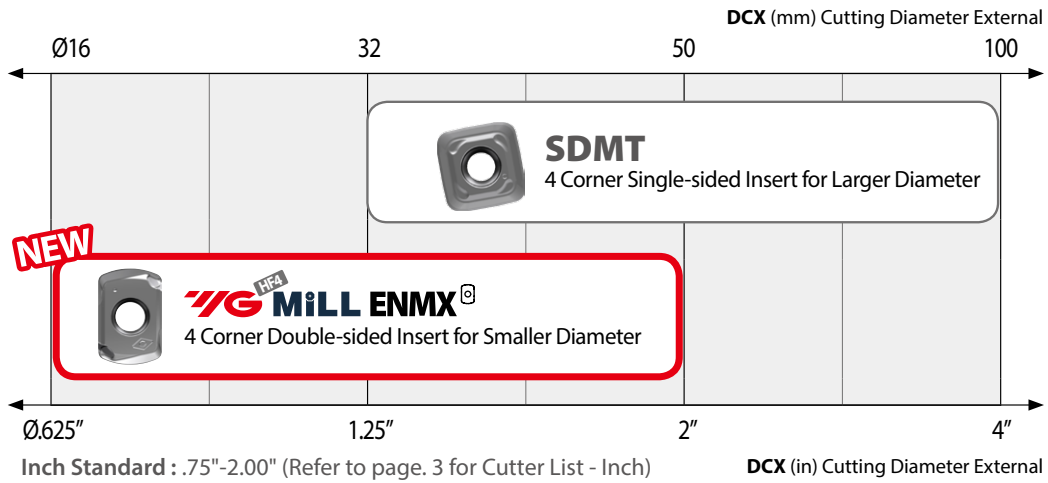 DCX (mm) Cutting Diameter External
Ø16 32 50 100
SDMT
4 Corner Single-sided Insert for Larger Diameter
NEW
YG HF4 MiLL ENMX
4 Corner Double-sided Insert for Smaller Diameter
Ø.625″ 1.25″ 2″ 4″
Inch Standard : .75"-2.00" (Refer to page. 3 for Cutter List - Inch)
DCX (in) Cutting Diameter External